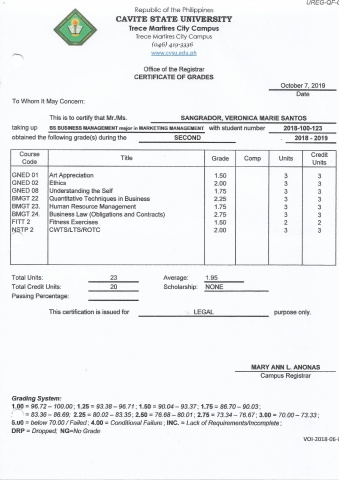 UREG-QF-
Republic of the Philippines
CAVITE STATE UNIVERSITY
Trece Martires City Campus
Trece Martires City Campus
(046) 419-3336
www.cvsu.edu.ph
Office of the Registrar
CERTIFICATE OF GRADES
October 7, 2019
Date
To Whom It May Concern:
This is to certify that Mr./Ms. SANGRADOR, VERONICA MARIE SANTOS
taking up BS BUSINESS MANAGEMENT major in MARKETING MANAGEMENT with student number 2018-100-123
obtained the following grade(s) during the SECOND 2018 - 2019
Course Code Title Grade Comp Units Credit Units
GNED 01 Art Appreciation 1.50 3 3
GNED 02 Ethics 2.00 3 3
GNED 08 Understanding the Self 1.75 3 3
BMGT 22 Quantitative Techniques in Business 2.25 3 3
BMGT 23. Human Resource Management 1.75 3 3
BMGT 24. Business Law (Obligations and Contracts) 2.75 3 3
FITT 2 Fitness Exercises 1.50 2 2
NSTP 2 CWTS/LTS/ROTC 2.00 3 3
Total Units: 23 Average: 1.95
Total Credit Units: 20 Scholarship: NONE
Passing Percentage:
This certification is issued for LEGAL purpose only.
MARY ANN L. ANONAS
Campus Registrar
Grading System:
1.00 = 96.72 – 100.00; 1.25 = 93.38 – 96.71; 1.50 = 90.04 – 93.37; 1.75 = 86.70 – 90.03;
= 83.36 – 86.69; 2.25 = 80.02 – 83.35; 2.50 = 76.68 – 80.01; 2.75 = 73.34 – 76.67; 3.00 = 70.00 – 73.33;
5.00 = below 70.00 / Failed; 4.00 = Conditional Failure; INC. = Lack of Requirements/Incomplete;
DRP = Dropped; NG=No Grade
VOI-2018-06-